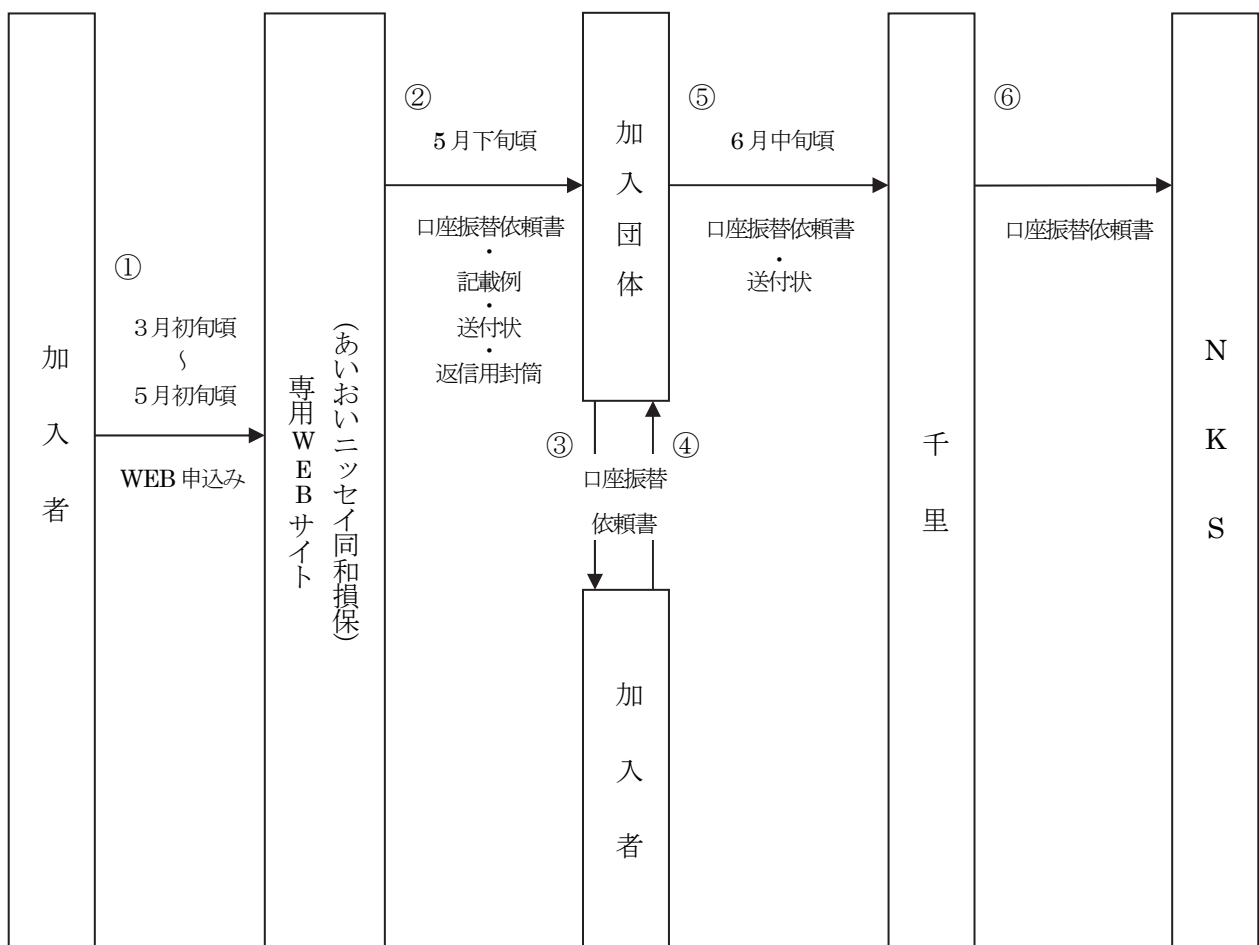 加入者
①
３月初旬頃
～
５月初旬頃
WEB 申込み
専用ＷＥＢサイト
(あいおいニッセイ同和損保)
②
5 月下旬頃
口座振替依頼書
・
記載例
・
送付状
・
返信用封筒
加入団体
③
④
口座振替
依頼書
加入者
⑤
6 月中旬頃
口座振替依頼書
・
送付状
千里
⑥
口座振替依頼書
N K S